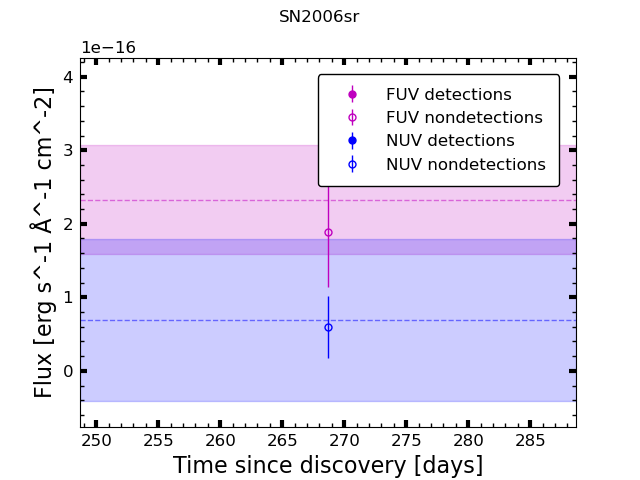 SN2006sr
1e−16
FUV detections
FUV nondetections
NUV detections
NUV nondetections
4
3
2
1
0
Flux [erg s^-1 Å^-1 cm^-2]
250 255 260 265 270 275 280 285
Time since discovery [days]